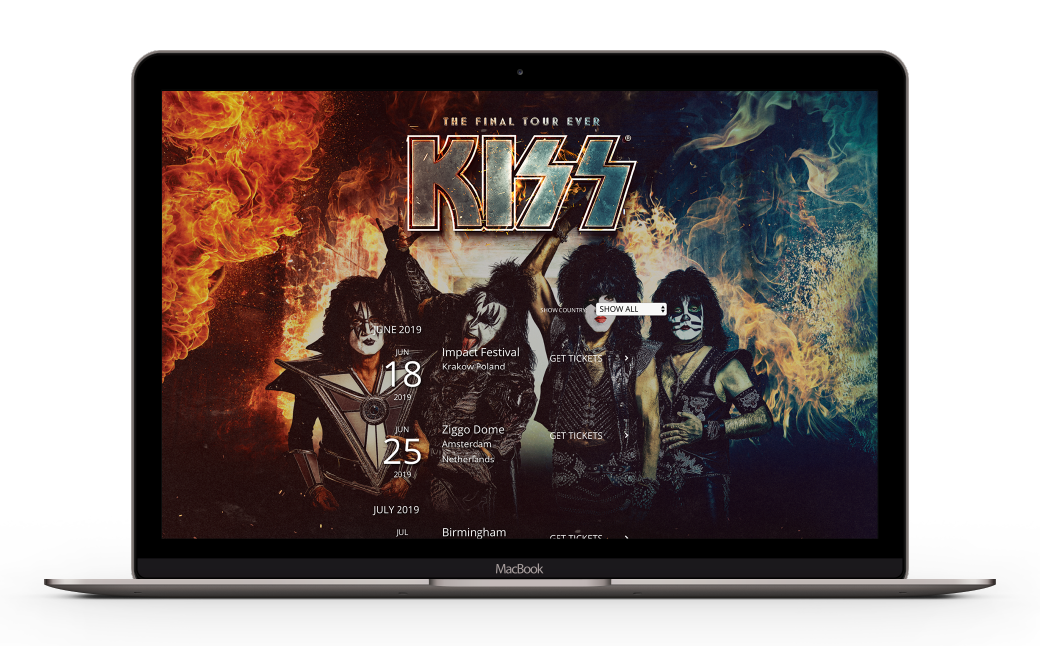 THE FINAL TOUR EVER
KISS®
SHOW COUNTRY
SHOW ALL
JUNE 2019
JUN
18
2019
Impact Festival
Krakow Poland
GET TICKETS
JUN
25
2019
Ziggo Dome
Amsterdam
Netherlands
GET TICKETS
JULY 2019
JUL
Birmingham
GET TICKETS
MacBook